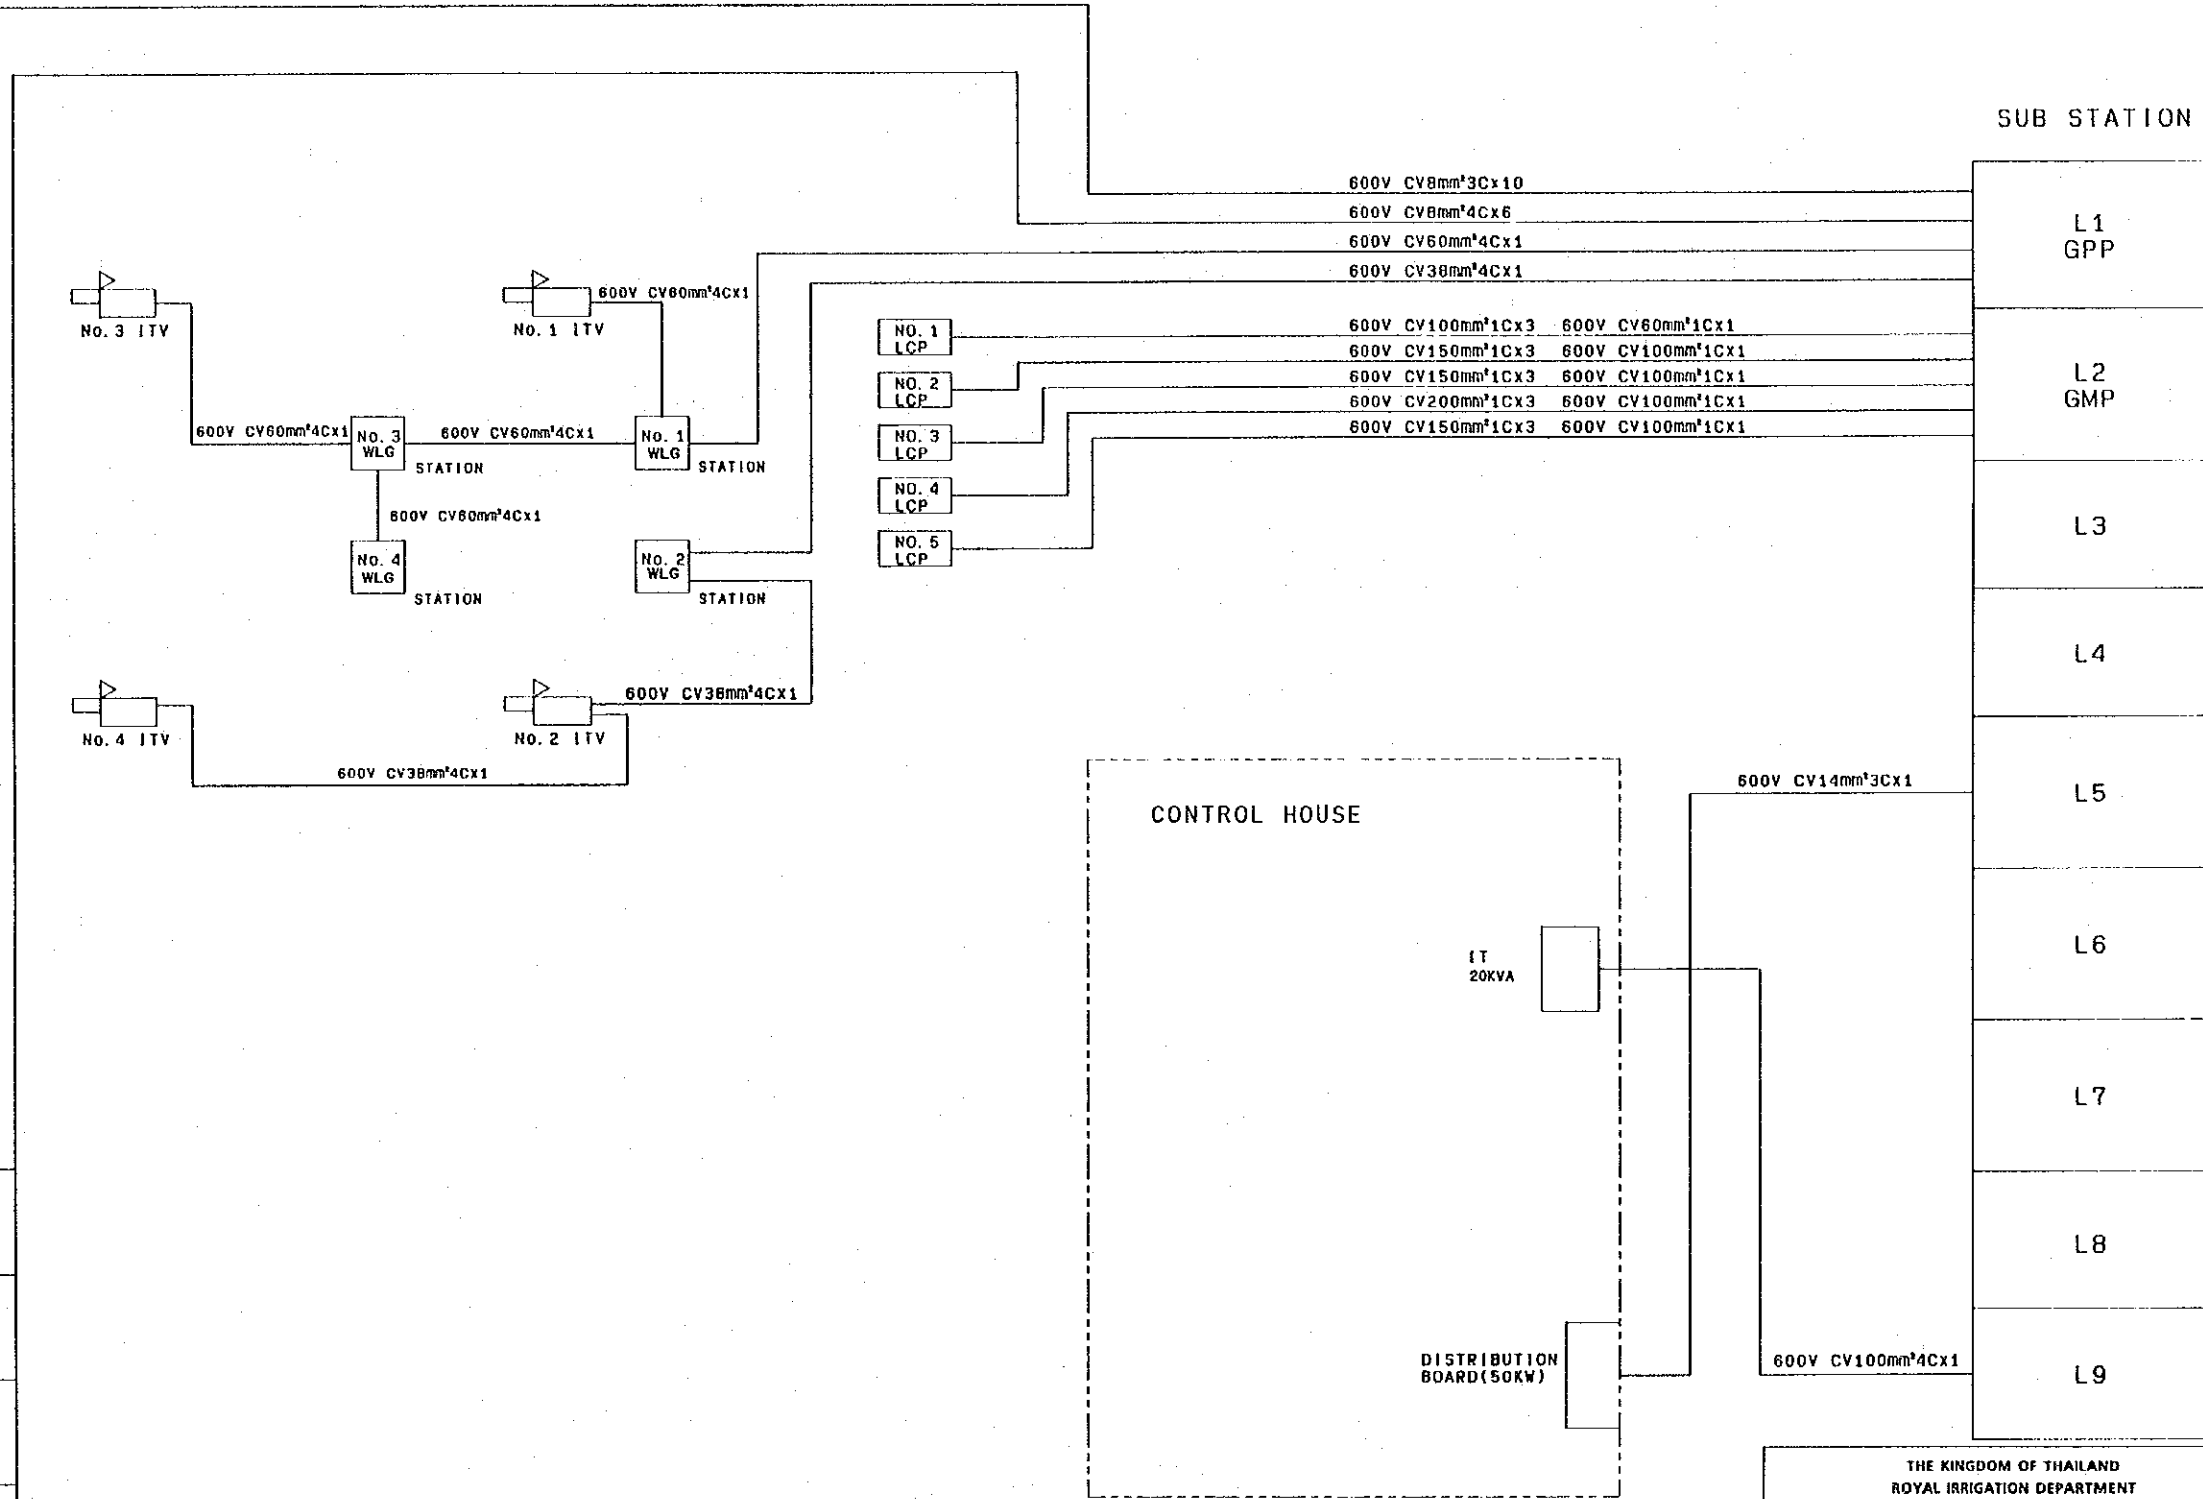 SUB STATION
600V CV8mm²3Cx10
600V CV8mm²4Cx6
600V CV60mm²4Cx1
600V CV38mm²4Cx1
L1
GPP
No. 3 ITV
No. 1 ITV
600V CV60mm²4Cx1
NO. 1
LCP
600V CV100mm²1Cx3 600V CV60mm²1Cx1
NO. 2
LCP
600V CV150mm²1Cx3 600V CV100mm²1Cx1
600V CV150mm²1Cx3 600V CV100mm²1Cx1
600V CV200mm²1Cx3 600V CV100mm²1Cx1
600V CV150mm²1Cx3 600V CV100mm²1Cx1
L2
GMP
600V CV60mm²4Cx1
No. 3
WLG
STATION
600V CV60mm²4Cx1
No. 1
WLG
STATION
NO. 3
LCP
NO. 4
LCP
NO. 5
LCP
600V CV60mm²4Cx1
No. 4
WLG
STATION
No. 2
WLG
STATION
L3
L4
No. 4 ITV
No. 2 ITV
600V CV38mm²4Cx1
600V CV38mm²4Cx1
CONTROL HOUSE
600V CV14mm²3Cx1
L5
IT
20KVA
L6
L7
L8
DISTRIBUTION
BOARD(50KW)
600V CV100mm²4Cx1
L9
THE KINGDOM OF THAILAND
ROYAL IRRIGATION DEPARTMENT